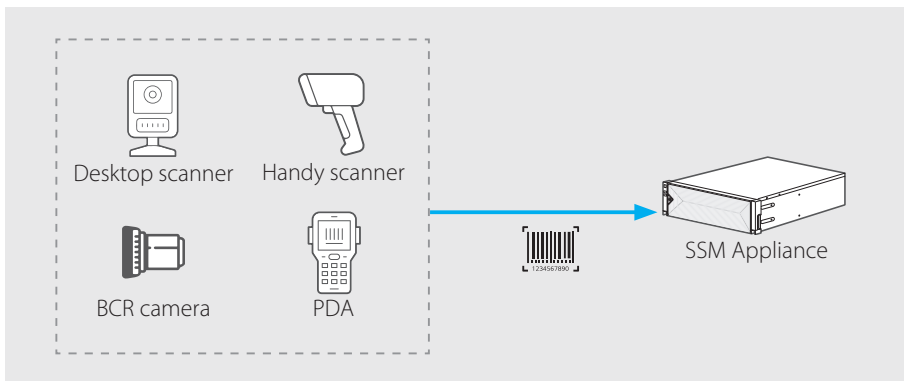 Desktop scanner
Handy scanner
BCR camera
PDA
1234567890
SSM Appliance